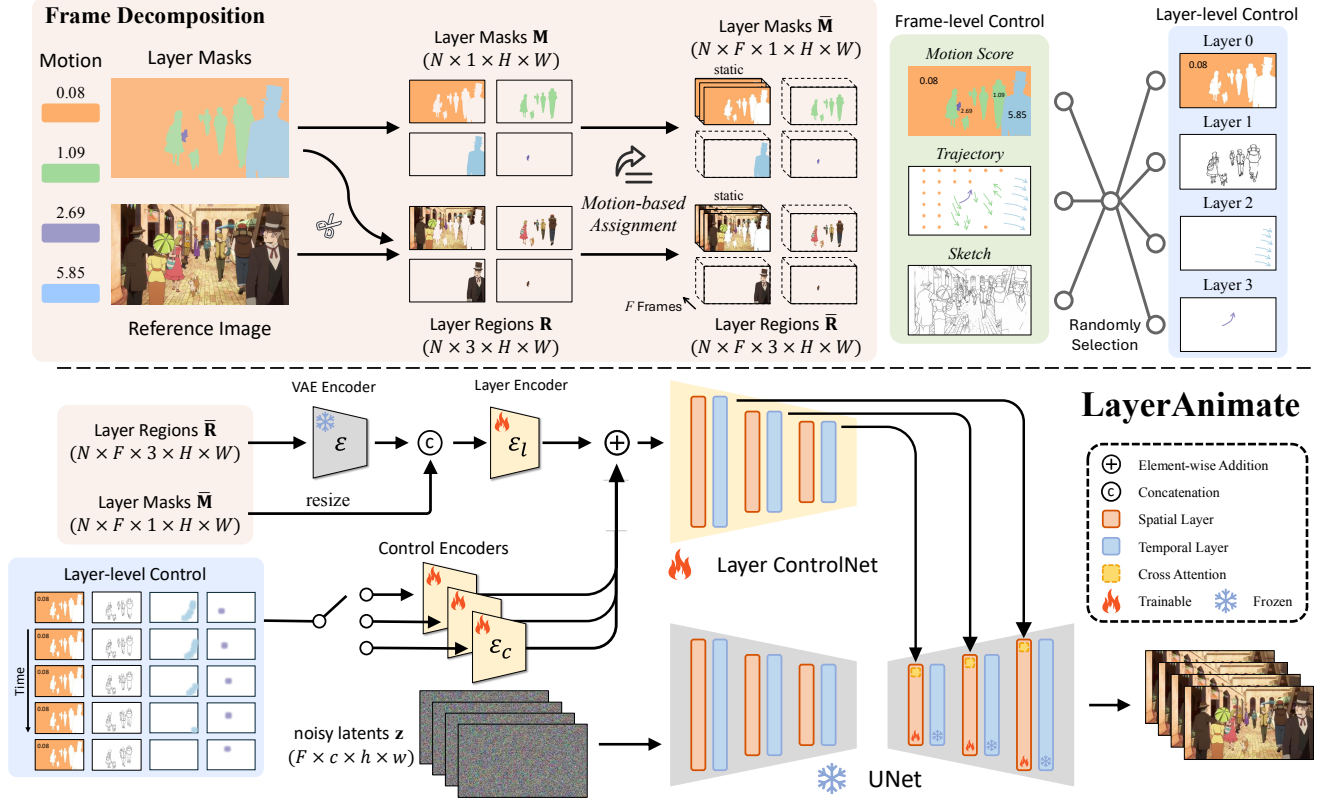 Frame Decomposition
Motion
0.08
1.09
2.69
5.85
Layer Masks
Reference Image
Layer Masks 𝐌
(𝑁 × 1 × 𝐻 × 𝑊)
Layer Regions 𝐑
(𝑁 × 3 × 𝐻 × 𝑊)
Motion-based
Assignment
Layer Masks 𝐌̄
(𝑁 × 𝐹 × 1 × 𝐻 × 𝑊)
static
static
𝐹 Frames
Layer Regions 𝐑̄
(𝑁 × 𝐹 × 3 × 𝐻 × 𝑊)
Frame-level Control
Motion Score
0.08
1.09
2.69
5.85
Trajectory
Sketch
Randomly
Selection
Layer-level Control
Layer 0
0.08
Layer 1
Layer 2
Layer 3
LayerAnimate
VAE Encoder
Layer Encoder
Layer Regions 𝐑̄
(𝑁 × 𝐹 × 3 × 𝐻 × 𝑊)
ℰ
C
ℰ𝑙
Layer Masks 𝐌̄
(𝑁 × 𝐹 × 1 × 𝐻 × 𝑊)
resize
Layer-level Control
Time
0.08
0.08
0.08
0.08
0.08
Control Encoders
ℰ𝑐
noisy latents 𝐳
(𝐹 × 𝑐 × ℎ × 𝑤)
Layer ControlNet
UNet
Element-wise Addition
C Concatenation
Spatial Layer
Temporal Layer
Cross Attention
Trainable Frozen